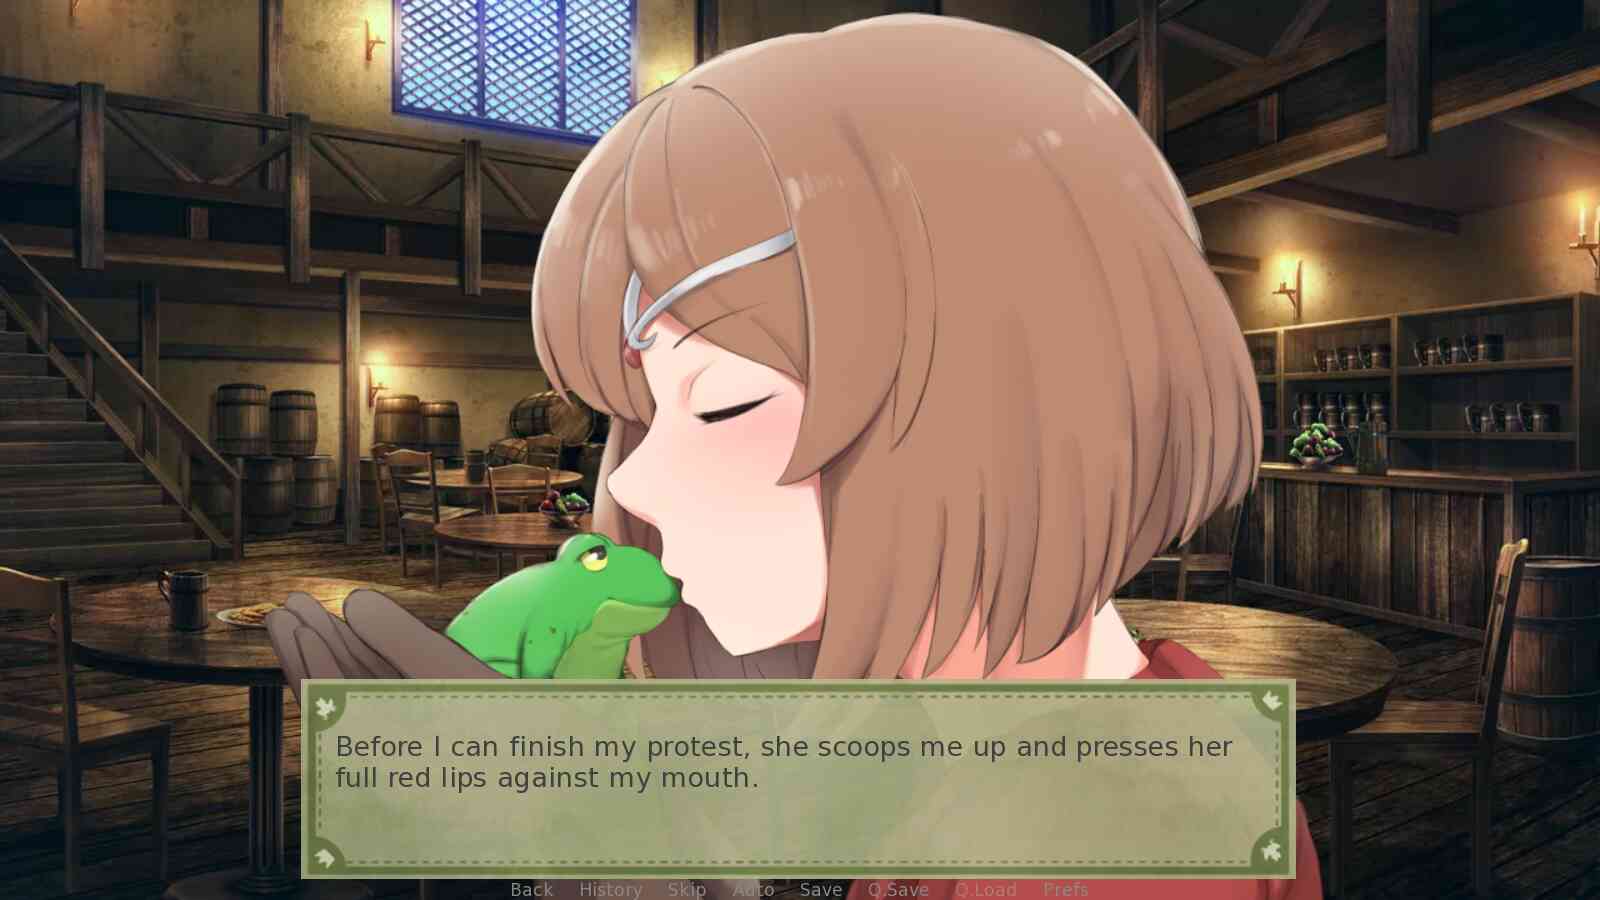 Before I can finish my protest, she scoops me up and presses her
full red lips against my mouth.
Back History Skip Auto Save Q.Save Q.Load Prefs